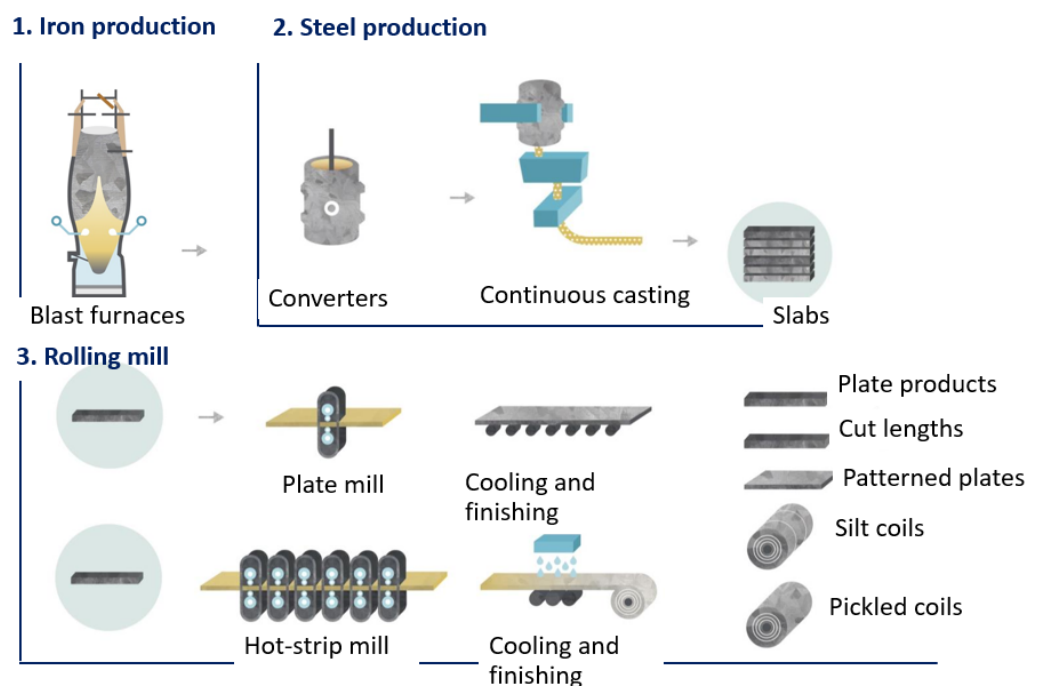 1. Iron production
2. Steel production
Blast furnaces
Converters
Continuous casting
Slabs
3. Rolling mill
Plate mill
Cooling and
finishing
Hot-strip mill
Cooling and
finishing
Plate products
Cut lengths
Patterned plates
Silt coils
Pickled coils